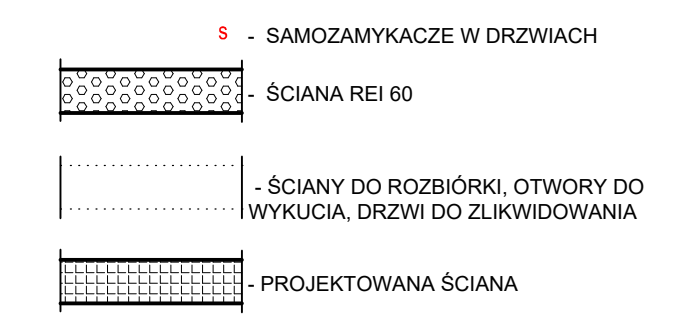 S - SAMOZAMYKACZE W DRZWIACH
- ŚCIANA REI 60
- ŚCIANY DO ROZBIÓRKI, OTWORY DO
WYKUCIA, DRZWI DO ZLIKWIDOWANIA
- PROJEKTOWANA ŚCIANA